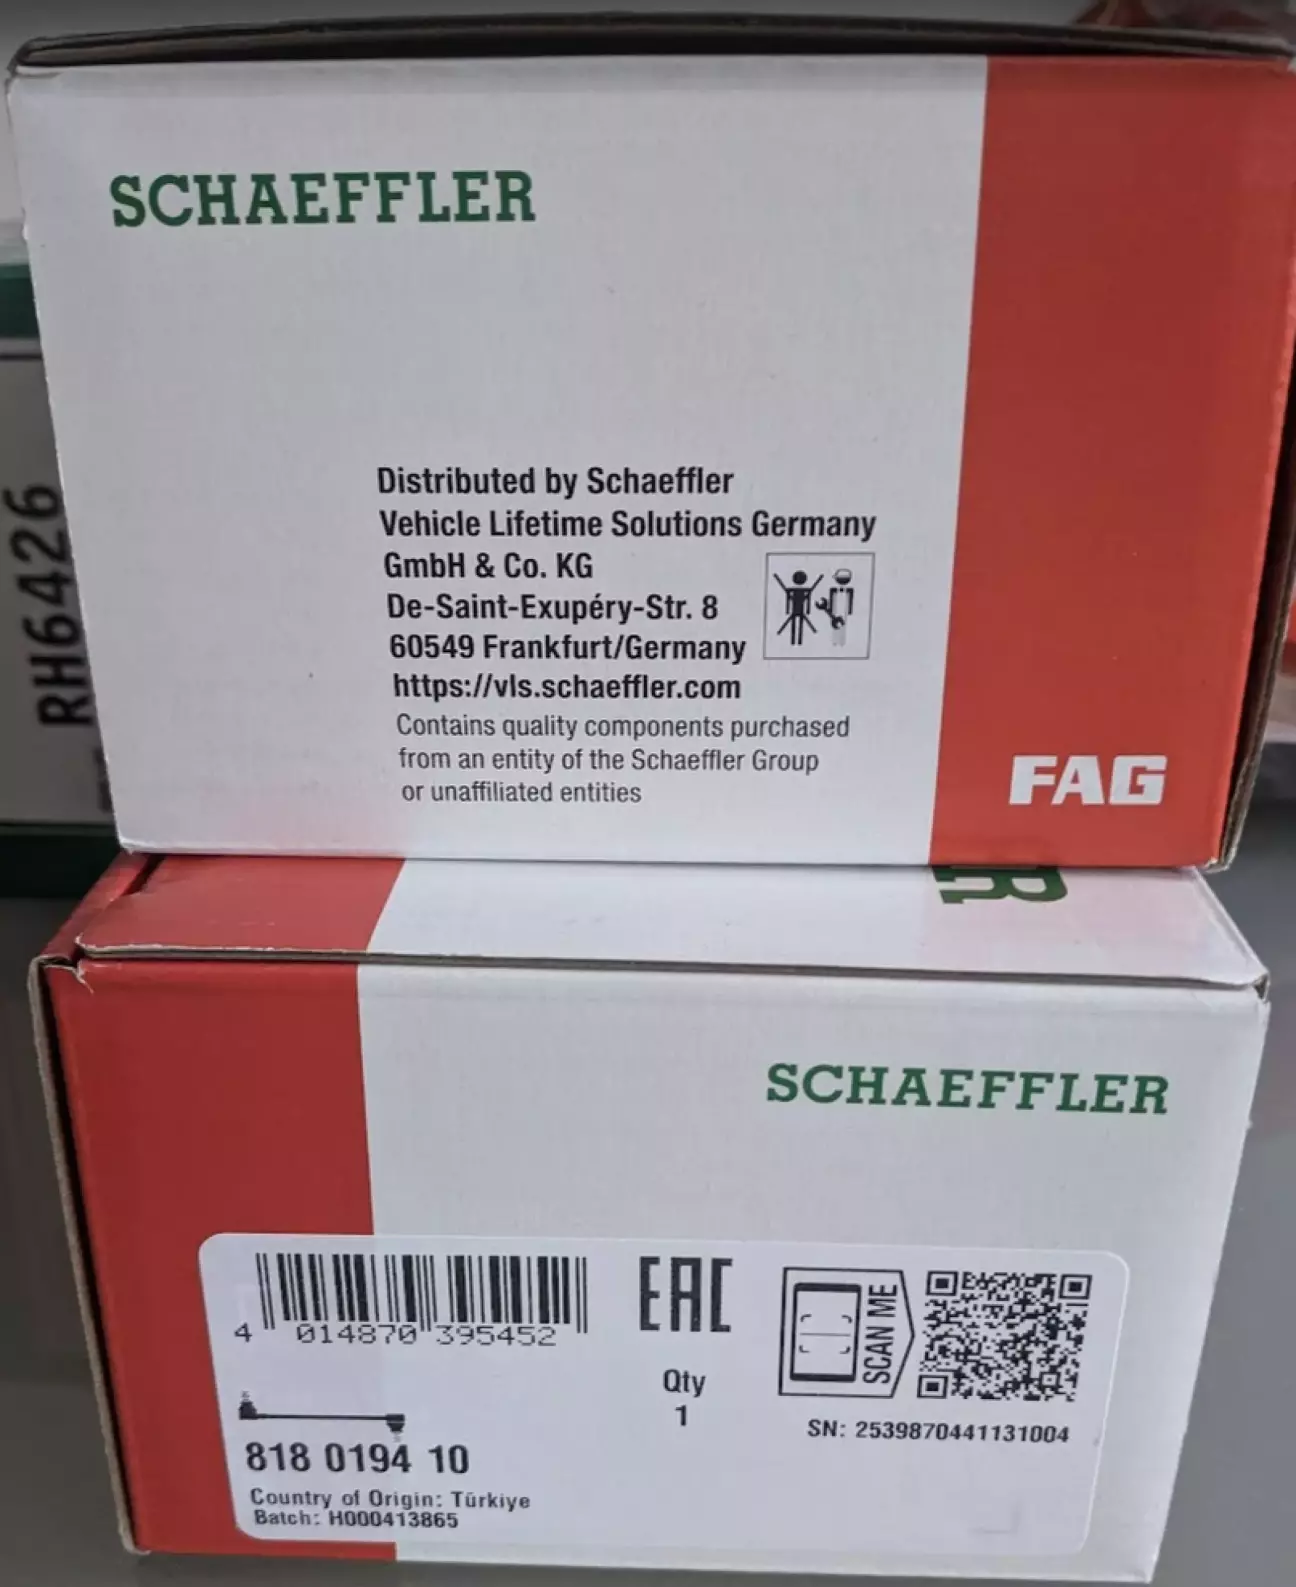 SCHAEFFLER
Distributed by Schaeffler
Vehicle Lifetime Solutions Germany
GmbH & Co. KG
De-Saint-Exupéry-Str. 8
60549 Frankfurt/Germany
https://vls.schaeffler.com
Contains quality components purchased
from an entity of the Schaeffler Group
or unaffiliated entities
FAG
RH6426
R
SCHAEFFLER
4 014870 395452
EAC
Qty
1
SCAN ME
SN: 2539870441131004
818 0194 10
Country of Origin: Türkiye
Batch: H000413865